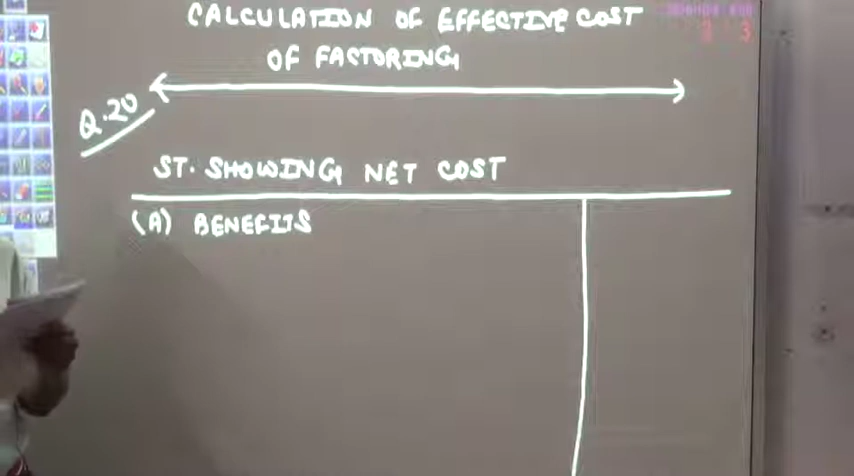 CALCULATION OF EFFECTIVE COST
OF FACTORING
Q.20
ST. SHOWING NET COST
(A) BENEFITS